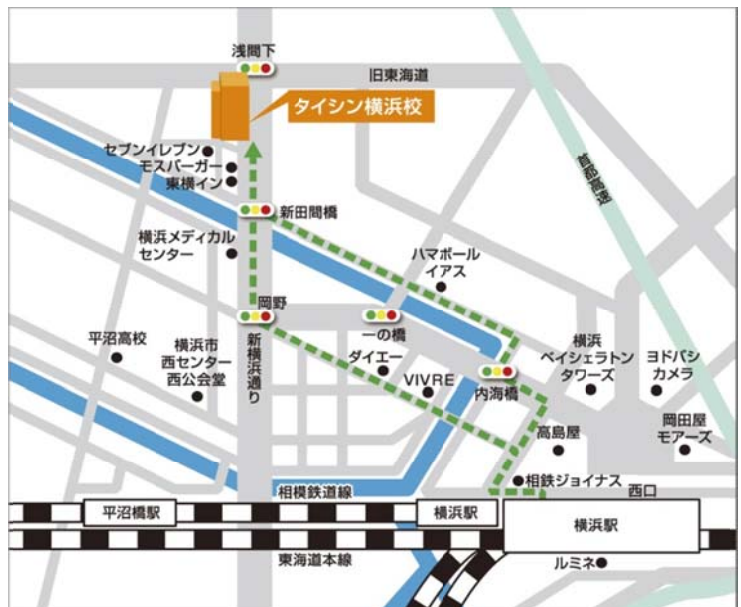 浅間下
旧東海道
タイシン横浜校
首都高速
セブンイレブン
モスバーガー
東横イン
新田間橋
横浜メディカル
センター
ハマボール
イアス
岡野
一の橋
新横浜通り
平沼高校
横浜市
西センター
西公会堂
ダイエー
VIVRE
内海橋
横浜
ベイシェラトン
タワーズ
ヨドバシ
カメラ
高島屋
岡田屋
モアーズ
相鉄ジョイナス
西口
相模鉄道線
平沼橋駅
横浜駅
横浜駅
東海道本線
ルミネ